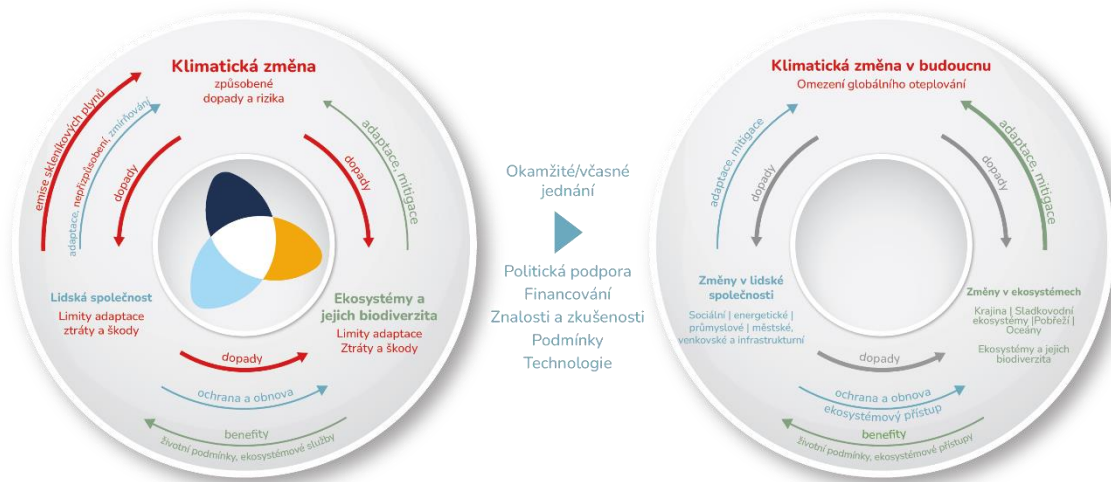 Klimatická změna
způsobené
dopady a rizika
emise skleníkových plynů
adaptace, nepřizpůsobení, zmírňování
dopady
dopady
adaptace, mitigace
Lidská společnost
Limity adaptace
ztráty a škody
Ekosystémy a
jejich biodiverzita
Limity adaptace
Ztráty a škody
dopady
ochrana a obnova
benefity
životní podmínky, ekosystémové služby
Okamžité/včasné
jednání
Politická podpora
Financování
Znalosti a zkušenosti
Podmínky
Technologie
Klimatická změna v budoucnu
Omezení globálního oteplování
adaptace, mitigace
dopady
dopady
adaptace, mitigace
Změny v lidské
společnosti
Sociální | energetické |
průmyslové | městské,
venkovské a infrastrukturní
Změny v ekosystémech
Krajina | Sladkovodní
ekosystémy |Pobřeží |
Oceány
Ekosystémy a jejich
biodiverzita
dopady
ochrana a obnova
ekosystémový přístup
benefity
životní podmínky, ekosystémové přístupy